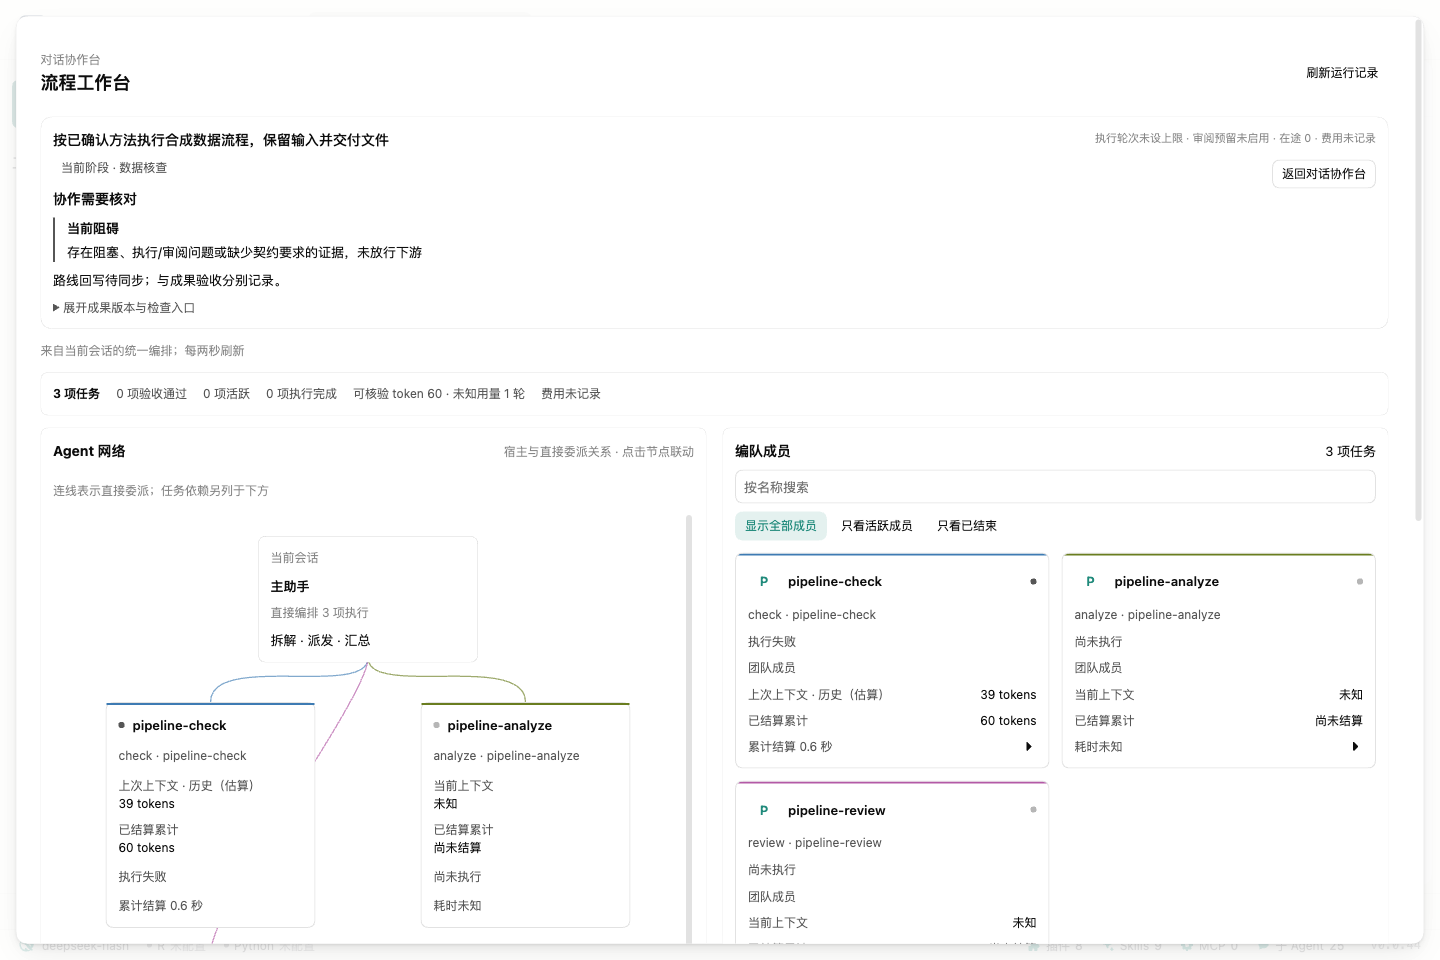 对话协作台
流程工作台
刷新运行记录
按已确认方法执行合成数据流程，保留输入并交付文件
执行轮次未设上限 · 审阅预留未启用 · 在途 0 · 费用未记录
当前阶段 · 数据核查
返回对话协作台
协作需要核对
当前阻碍
存在阻塞、执行/审阅问题或缺少契约要求的证据，未放行下游
路线回写待同步；与成果验收分别记录。
展开成果版本与检查入口
来自当前会话的统一编排；每两秒刷新
3 项任务 0 项验收通过 0 项活跃 0 项执行完成 可核验 token 60 · 未知用量 1 轮 费用未记录
Agent 网络
宿主与直接委派关系 · 点击节点联动
连线表示直接委派；任务依赖另列于下方
当前会话
主助手
直接编排 3 项执行
拆解 · 派发 · 汇总
pipeline-check
check · pipeline-check
上次上下文 · 历史（估算）
39 tokens
已结算累计
60 tokens
执行失败
累计结算 0.6 秒
pipeline-analyze
analyze · pipeline-analyze
当前上下文
未知
已结算累计
尚未结算
尚未执行
耗时未知
编队成员
3 项任务
按名称搜索
显示全部成员 只看活跃成员 只看已结束
P pipeline-check
check · pipeline-check
执行失败
团队成员
上次上下文 · 历史（估算） 39 tokens
已结算累计 60 tokens
累计结算 0.6 秒
P pipeline-analyze
analyze · pipeline-analyze
尚未执行
团队成员
当前上下文 未知
已结算累计 尚未结算
耗时未知
P pipeline-review
review · pipeline-review
尚未执行
团队成员
当前上下文 未知